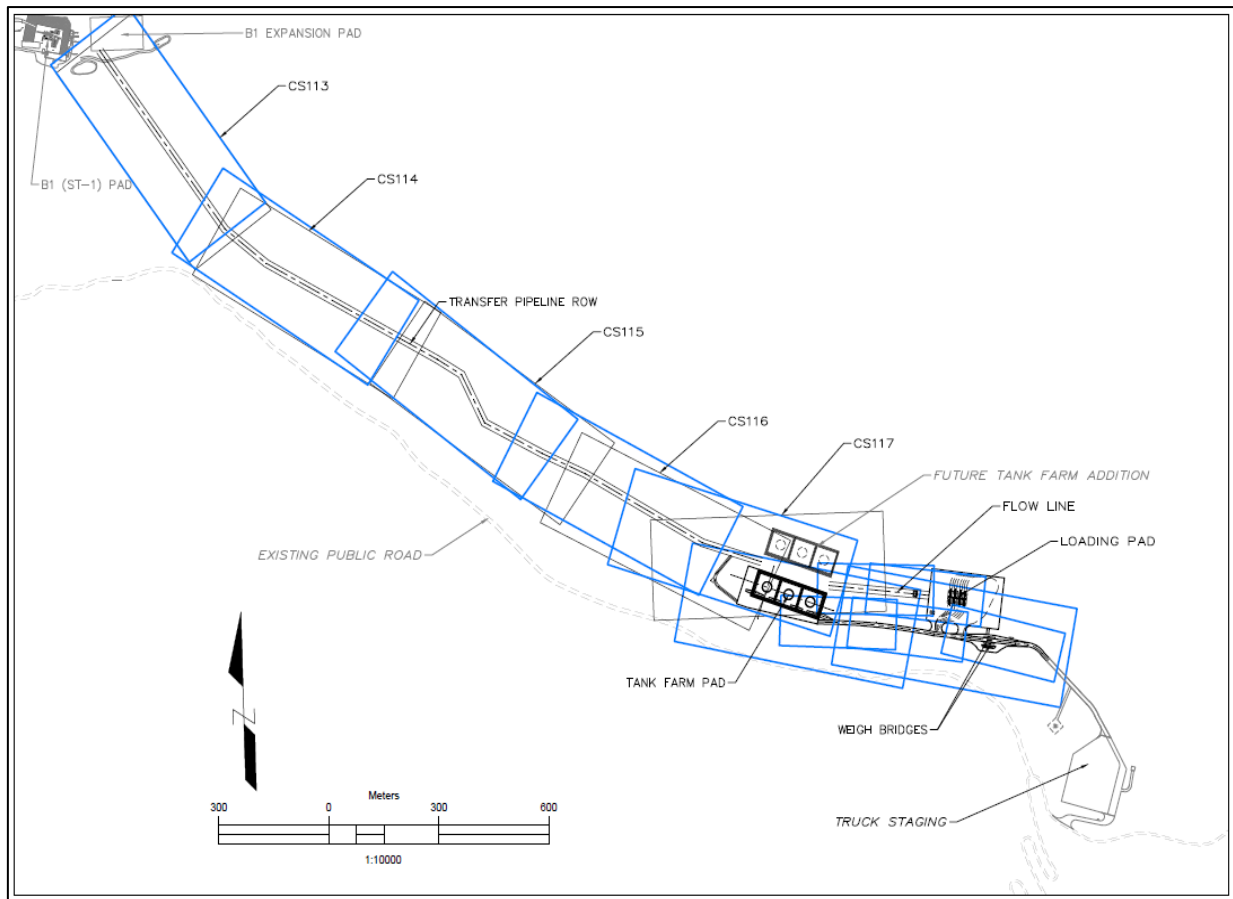 B1 EXPANSION PAD
CS113
B1 (ST-1) PAD
CS114
TRANSFER PIPELINE ROW
CS115
CS116
CS117
FUTURE TANK FARM ADDITION
FLOW LINE
LOADING PAD
EXISTING PUBLIC ROAD
TANK FARM PAD
WEIGH BRIDGES
TRUCK STAGING
Z
Meters
300 0 300 600
1:10000